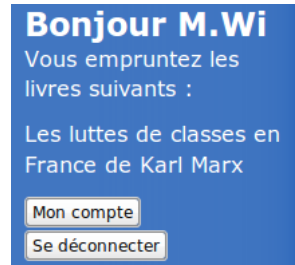 Bonjour M.Wi
Vous empruntez les
livres suivants :
Les luttes de classes en
France de Karl Marx
Mon compte
Se déconnecter